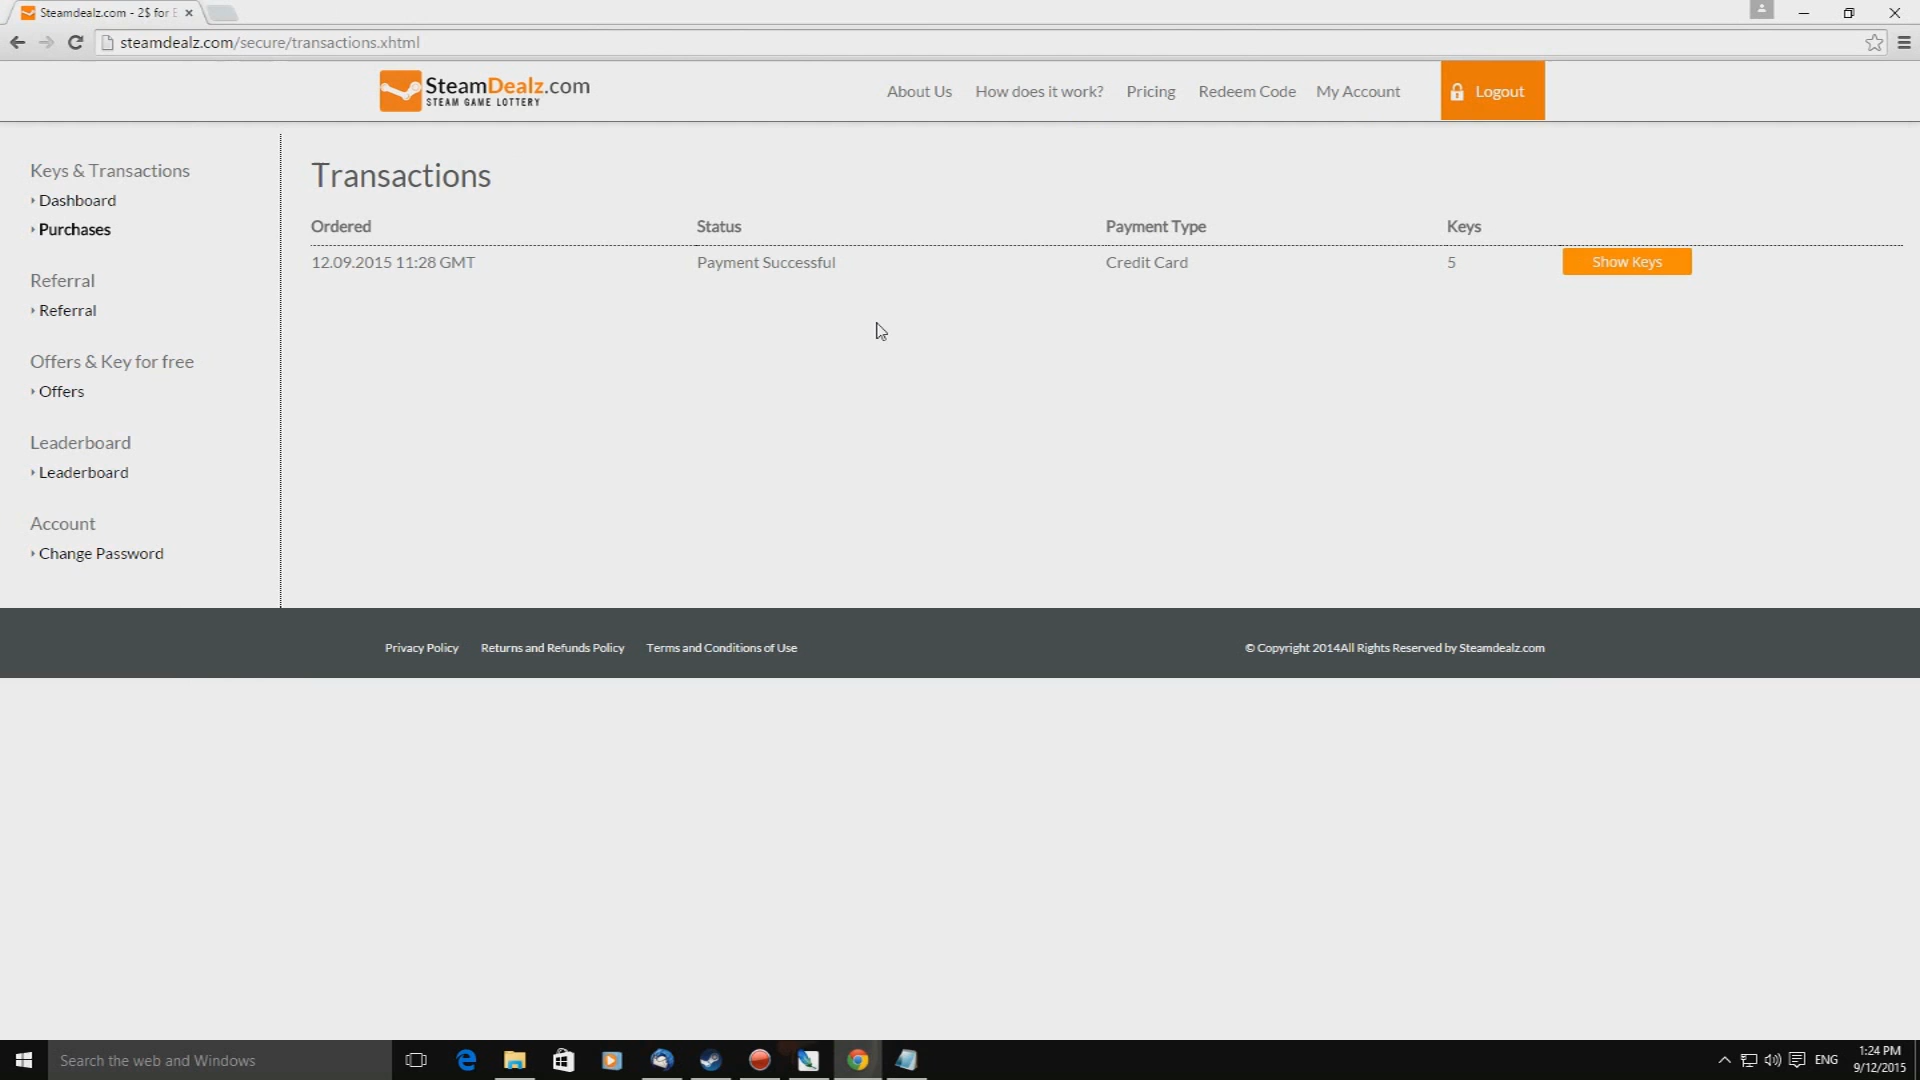 Steamdealz.com - 2$ for
steamdealz.com/secure/transactions.xhtml
SteamDealz.com
STEAM GAME LOTTERY
About Us How does it work? Pricing Redeem Code My Account Logout
Keys & Transactions
Dashboard
Purchases
Referral
Referral
Offers & Key for free
Offers
Leaderboard
Leaderboard
Account
Change Password
Transactions
Ordered Status Payment Type Keys
12.09.2015 11:28 GMT Payment Successful Credit Card 5 Show Keys
Privacy Policy Returns and Refunds Policy Terms and Conditions of Use © Copyright 2014All Rights Reserved by Steamdealz.com
Search the web and Windows
ENG
1:24 PM
9/12/2015